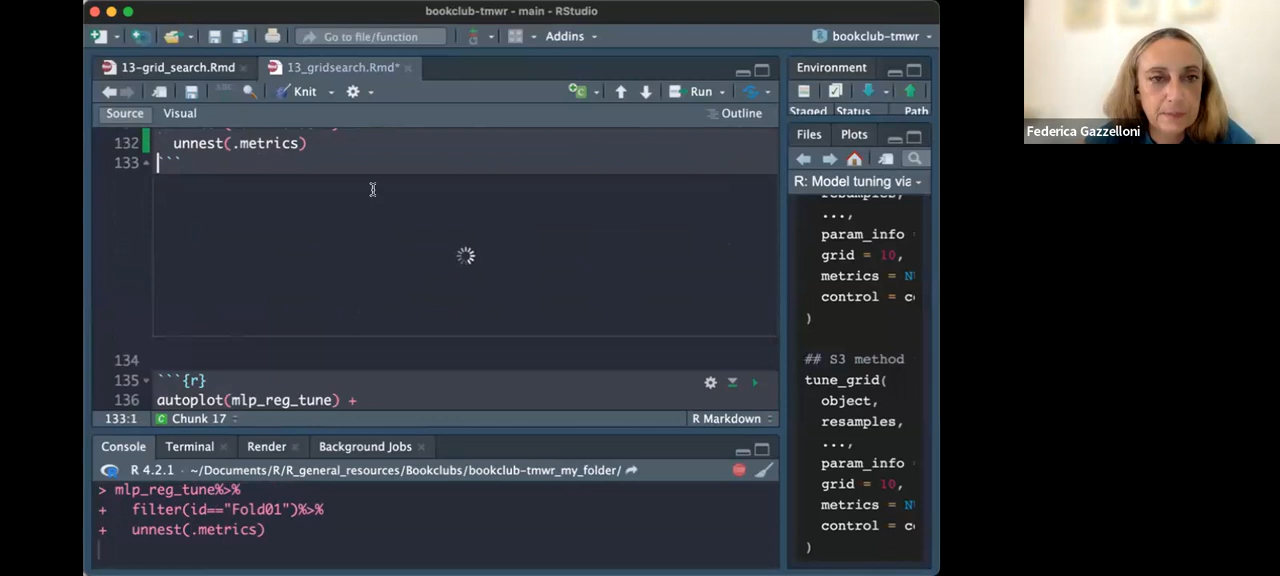 bookclub-tmwr - main - RStudio
Go to file/function
Addins
bookclub-tmwr
13-grid_search.Rmd
13_gridsearch.Rmd*
Knit
Run
Source
Visual
Outline
132 unnest(.metrics)
133 ```
134
135 ```{r}
136 autoplot(mlp_reg_tune) +
133:1
Chunk 17
R Markdown
Console
Terminal
Render
Background Jobs
R 4.2.1 · ~/Documents/R/R_general_resources/Bookclubs/bookclub-tmwr_my_folder/
> mlp_reg_tune%>%
+ filter(id=="Fold01")%>%
+ unnest(.metrics)
Environment
Staged Status Path
Files
Plots
R: Model tuning via
resamples,
...,
param_info
grid = 10,
metrics = N
control = c
)
## S3 method
tune_grid(
object,
resamples,
...,
param_info
grid = 10,
metrics = N
control = c
)
Federica Gazzelloni